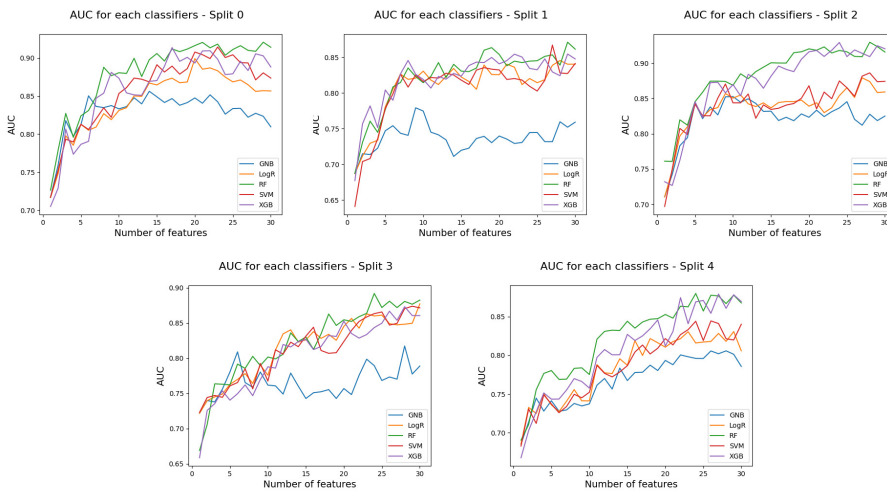 AUC for each classifiers - Split 0
AUC
0.90
0.85
0.80
0.75
0.70
0 5 10 15 20 25 30
Number of features
GNB
LogR
RF
SVM
XGB
AUC for each classifiers - Split 1
AUC
0.85
0.80
0.75
0.70
0.65
0 5 10 15 20 25 30
Number of features
GNB
LogR
RF
SVM
XGB
AUC for each classifiers - Split 2
AUC
0.90
0.85
0.80
0.75
0.70
0 5 10 15 20 25 30
Number of features
GNB
LogR
RF
SVM
XGB
AUC for each classifiers - Split 3
AUC
0.90
0.85
0.80
0.75
0.70
0.65
0 5 10 15 20 25 30
Number of features
GNB
LogR
RF
SVM
XGB
AUC for each classifiers - Split 4
AUC
0.85
0.80
0.75
0.70
0 5 10 15 20 25 30
Number of features
GNB
LogR
RF
SVM
XGB